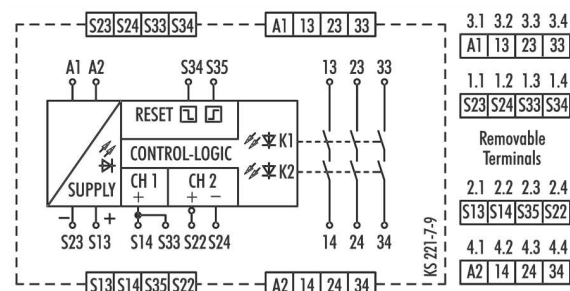 S23 S24 S33 S34 A1 13 23 33
A1 A2 S34 S35 13 23 33
RESET
K1
CONTROL-LOGIC
K2
SUPPLY CH 1 CH 2
+ + −
− +
S23 S13 S14 S33 S22 S24 14 24 34
S13 S14 S35 S22 A2 14 24 34
KS 221-7-9
3.1 3.2 3.3 3.4
A1 13 23 33
1.1 1.2 1.3 1.4
S23 S24 S33 S34
Removable
Terminals
2.1 2.2 2.3 2.4
S13 S14 S35 S22
4.1 4.2 4.3 4.4
A2 14 24 34